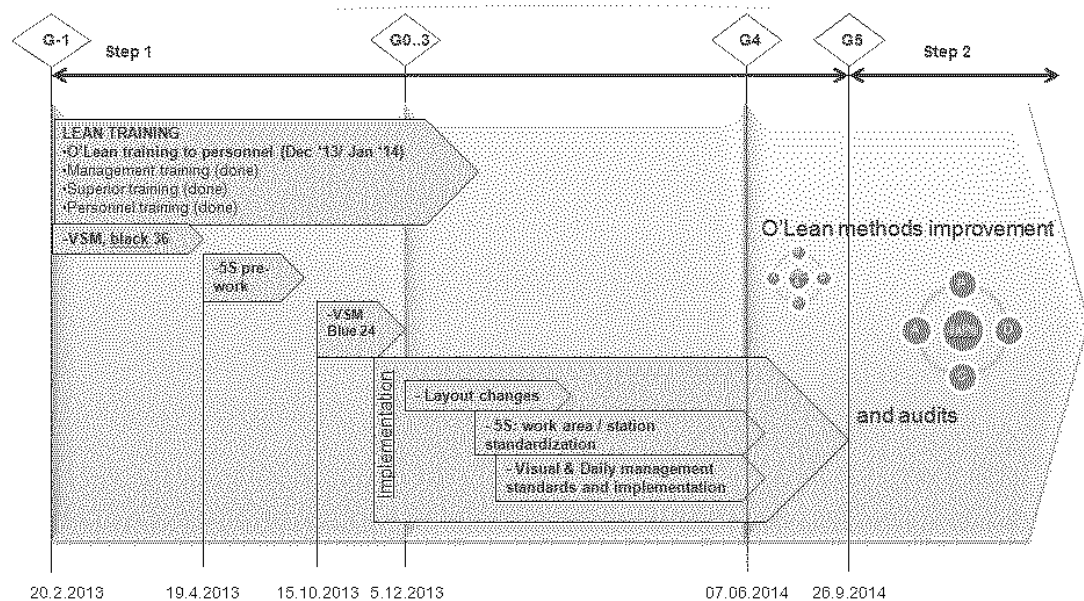 G-1
G0..3
G4
G5
Step 1
Step 2
LEAN TRAINING
•O'Lean training to personnel (Dec '13/ Jan '14)
•Management training (done)
•Superior training (done)
•Personnel training (done)
-VSM, black 36
-5S pre-
work
-VSM
Blue 24
Implementation
- Layout changes
- 5S: work area / station
standardization
- Visual & Daily management
standards and implementation
O'Lean methods improvement
and audits
20.2.2013
19.4.2013
15.10.2013
5.12.2013
07.06.2014
26.9.2014